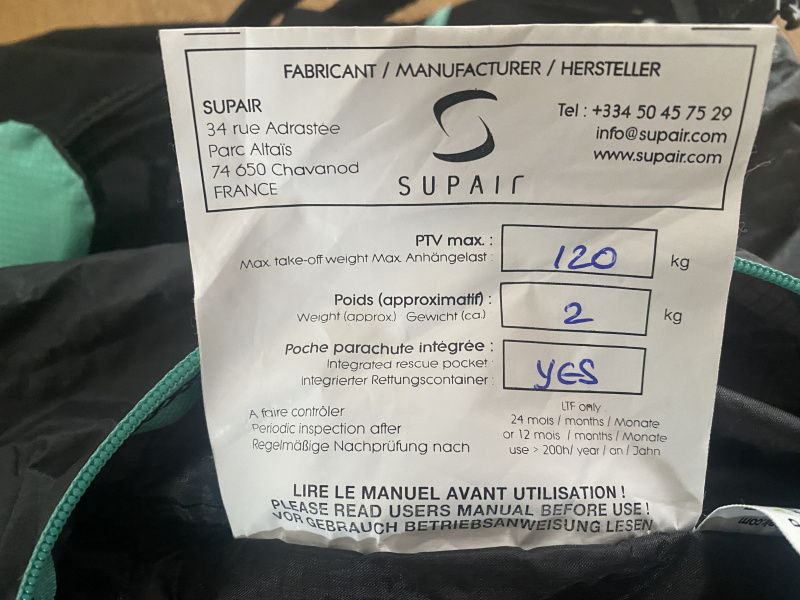 FABRICANT / MANUFACTURER / HERSTELLER
SUPAIR
34 rue Adrastée
Parc Altaïs
74 650 Chavanod
FRANCE
SUPAIR
Tel : +334 50 45 75 29
info@supair.com
www.supair.com
PTV max. :
Max. take-off weight Max. Anhängelast :
120 kg
Poids (approximatif) :
Weight (approx.) Gewicht (ca.)
2 kg
Poche parachute intégrée :
Integrated rescue pocket :
Integrierter Rettungscontainer :
YES
A faire contrôler
Periodic inspection after
Regelmäßige Nachprüfung nach
LTF only
24 mois / months / Monate
or 12 mois / months / Monate
use > 200h/ year / an / Jahn
LIRE LE MANUEL AVANT UTILISATION !
PLEASE READ USERS MANUAL BEFORE USE !
VOR GEBRAUCH BETRIEBSANWEISUNG LESEN